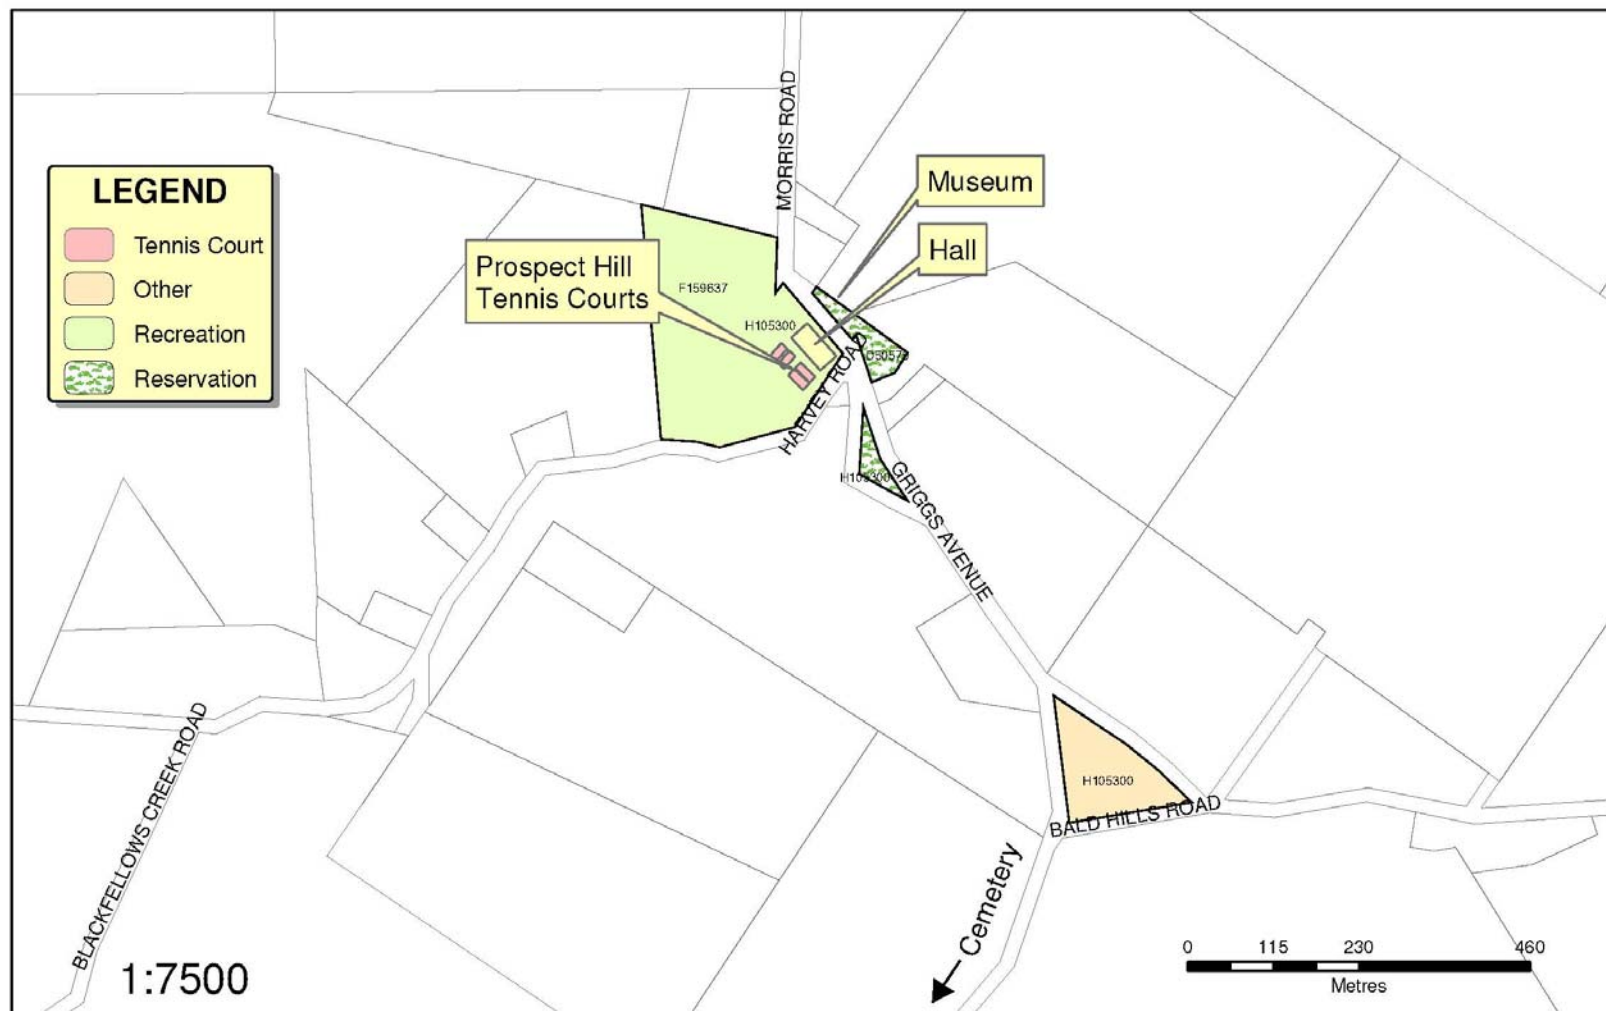 MORRIS ROAD
LEGEND
Tennis Court
Other
Recreation
Reservation
Museum
Hall
Prospect Hill
Tennis Courts
F159637
H105300
HARVEY ROAD
H105300
GRIGGS AVENUE
H105300
BALD HILLS ROAD
BLACKFELLOWS CREEK ROAD
Cemetery
1:7500
0 115 230 460
Metres